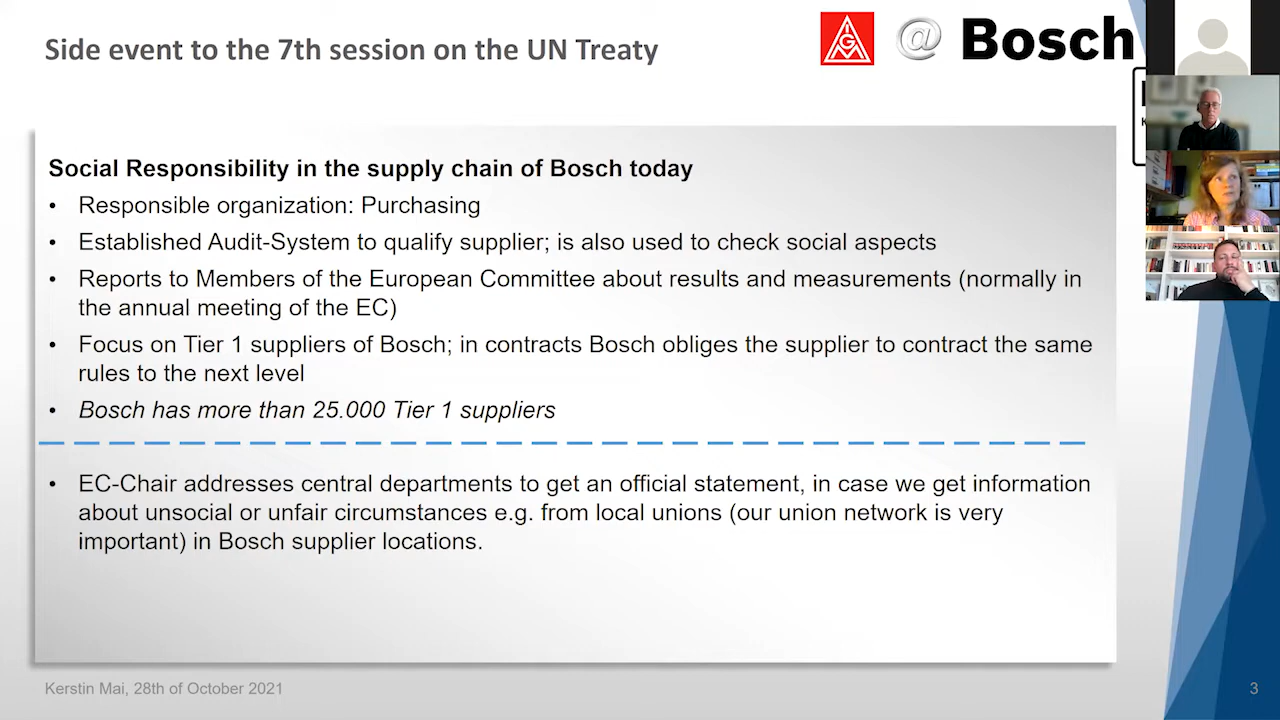 Side event to the 7th session on the UN Treaty
IGM
@ Bosch
Social Responsibility in the supply chain of Bosch today
• Responsible organization: Purchasing
• Established Audit-System to qualify supplier; is also used to check social aspects
• Reports to Members of the European Committee about results and measurements (normally in
the annual meeting of the EC)
• Focus on Tier 1 suppliers of Bosch; in contracts Bosch obliges the supplier to contract the same
rules to the next level
• Bosch has more than 25.000 Tier 1 suppliers
• EC-Chair addresses central departments to get an official statement, in case we get information
about unsocial or unfair circumstances e.g. from local unions (our union network is very
important) in Bosch supplier locations.
Kerstin Mai, 28th of October 2021
3